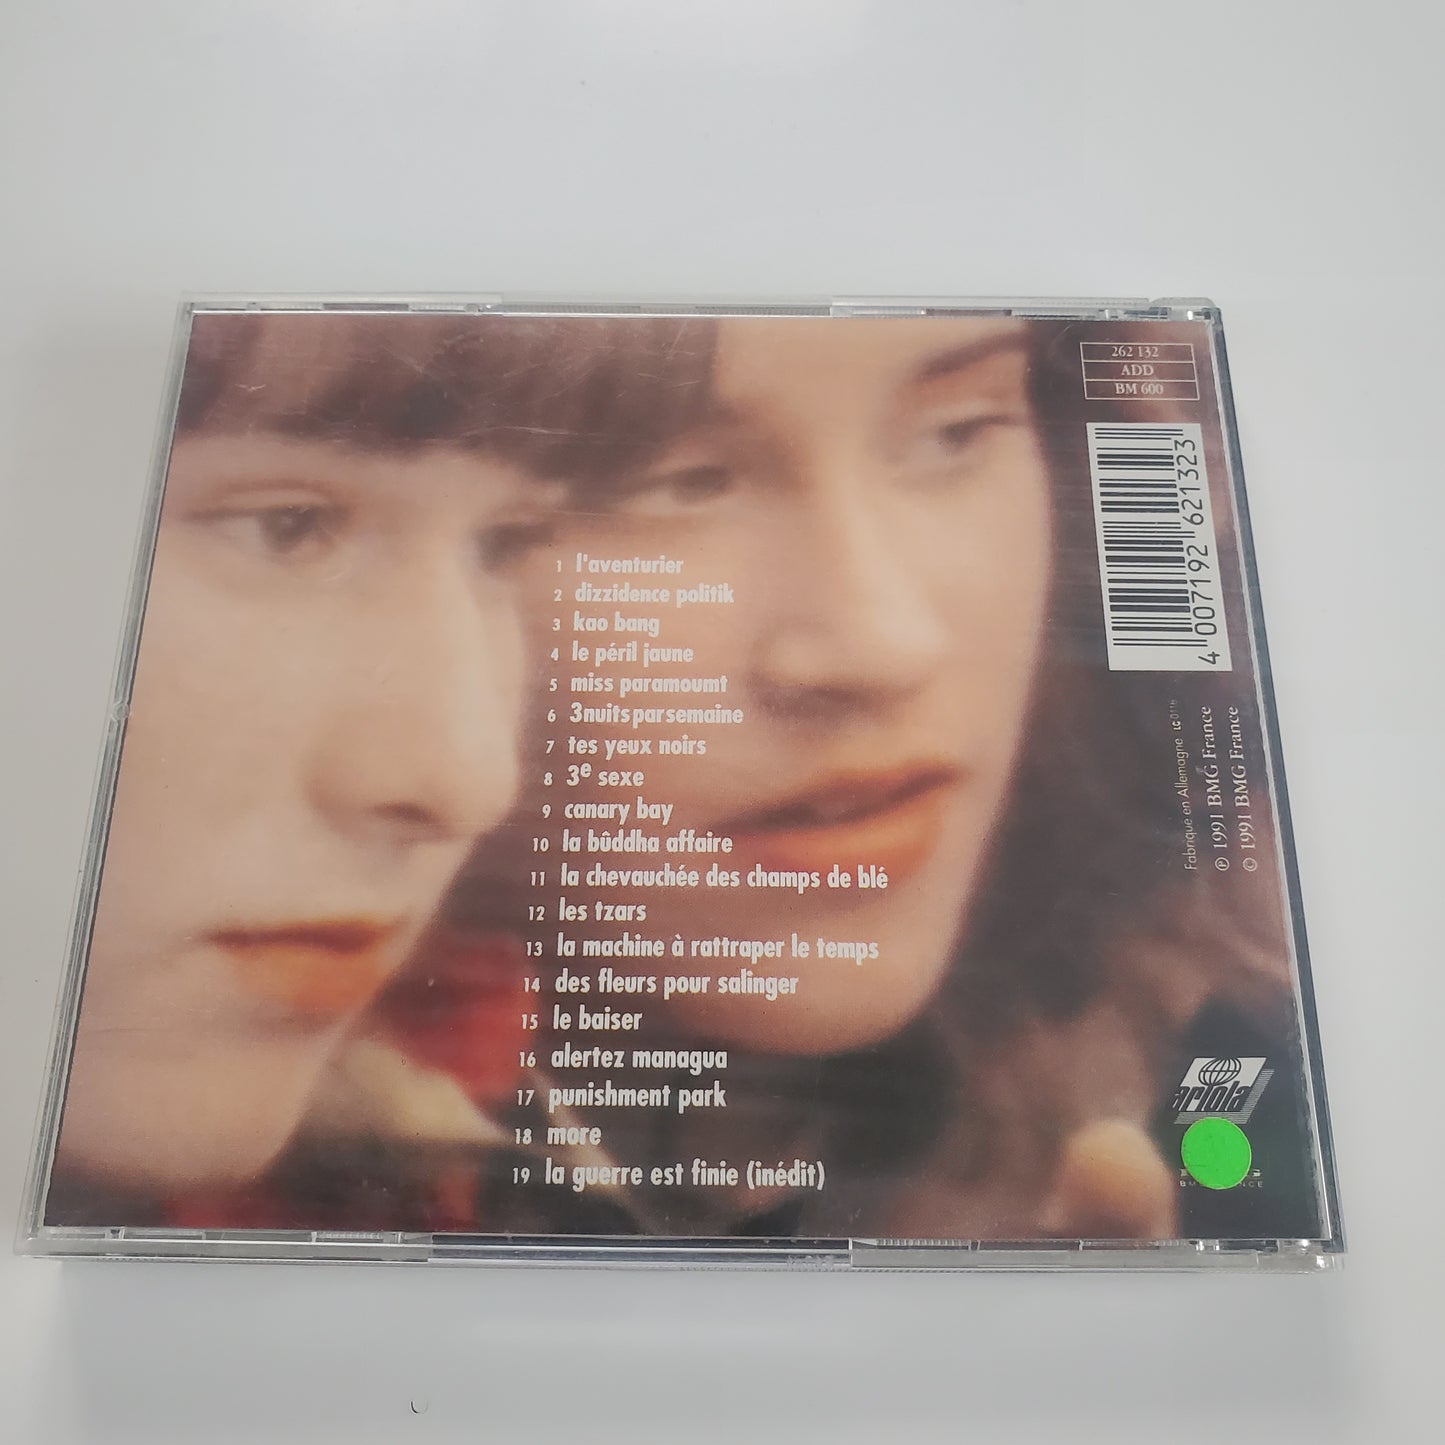 262 132
ADD
BM 600
4 007192 621323
1 l'aventurier
2 dizzidence politik
3 kao bang
4 le péril jaune
5 miss paramoumt
6 3nuitsparsemaine
7 tes yeux noirs
8 3e sexe
9 canary bay
10 la bûddha affaire
11 la chevauchée des champs de blé
12 les tzars
13 la machine à rattraper le temps
14 des fleurs pour salinger
15 le baiser
16 alertez managua
17 punishment park
18 more
19 la guerre est finie (inédit)
Fabriqué en Allemagne LC 0116
℗ 1991 BMG France
© 1991 BMG France
ariola